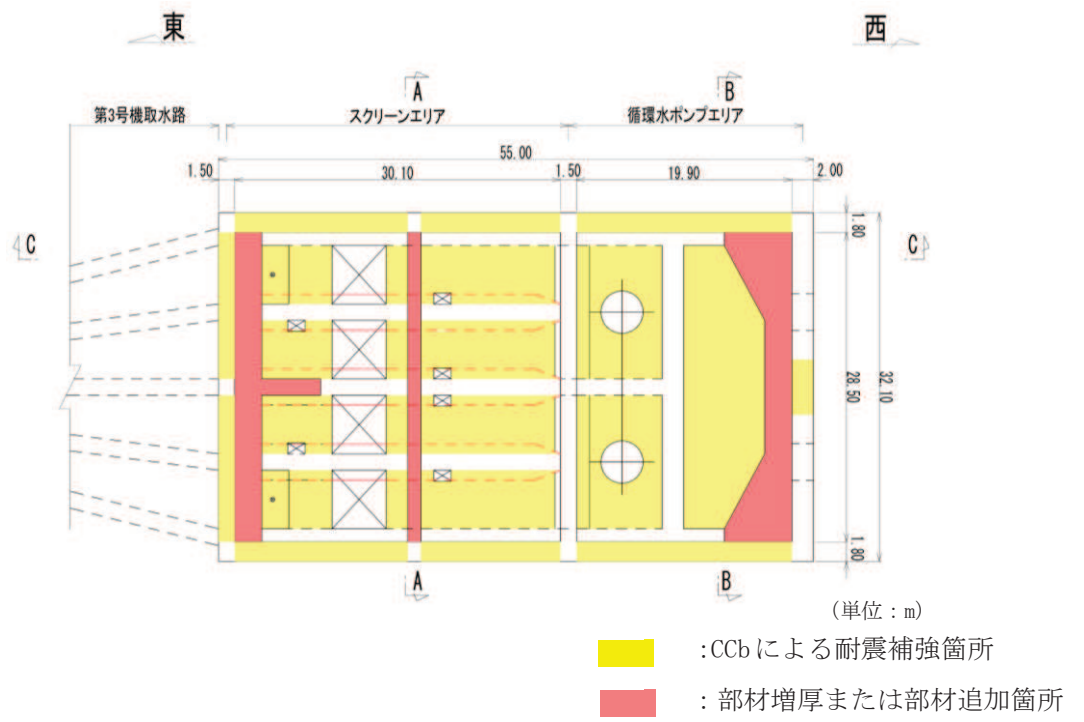 東
西
A
B
第3号機取水路
スクリーンエリア
循環水ポンプエリア
55.00
1.50
30.10
1.50
19.90
2.00
C
C
1.80
28.50
32.10
1.80
A
B
(単位:m)
:CCbによる耐震補強箇所
:部材増厚または部材追加箇所